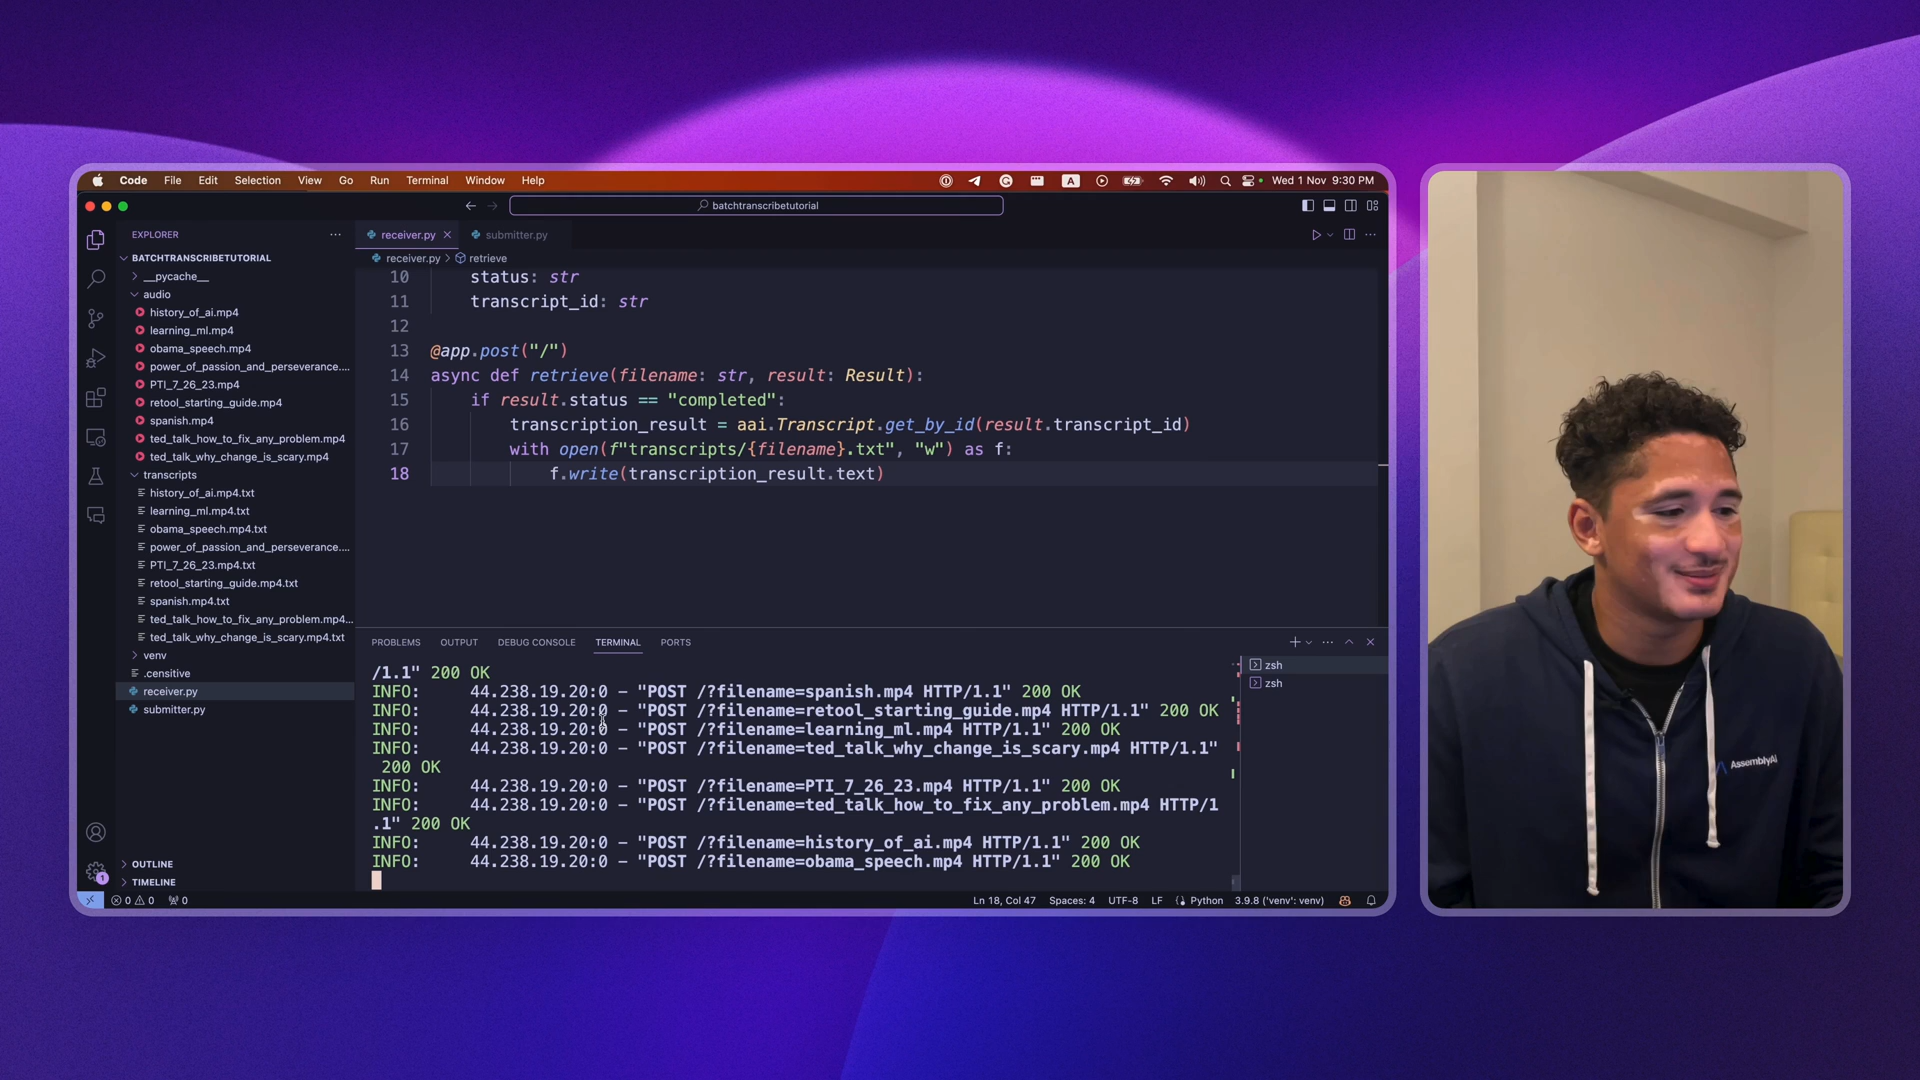 Code File Edit Selection View Go Run Terminal Window Help
A
Wed 1 Nov 9:30 PM
batchtranscribetutorial
EXPLORER
receiver.py
submitter.py
BATCHTRANSCRIBETUTORIAL
receiver.py > retrieve
__pycache__
audio
history_of_ai.mp4
learning_ml.mp4
obama_speech.mp4
power_of_passion_and_perseverance....
PTI_7_26_23.mp4
retool_starting_guide.mp4
spanish.mp4
ted_talk_how_to_fix_any_problem.mp4
ted_talk_why_change_is_scary.mp4
transcripts
history_of_ai.mp4.txt
learning_ml.mp4.txt
obama_speech.mp4.txt
power_of_passion_and_perseverance....
PTI_7_26_23.mp4.txt
retool_starting_guide.mp4.txt
spanish.mp4.txt
ted_talk_how_to_fix_any_problem.mp4...
ted_talk_why_change_is_scary.mp4.txt
venv
.censitive
receiver.py
submitter.py
OUTLINE
TIMELINE
10 status: str
11 transcript_id: str
12
13 @app.post("/")
14 async def retrieve(filename: str, result: Result):
15 if result.status == "completed":
16 transcription_result = aai.Transcript.get_by_id(result.transcript_id)
17 with open(f"transcripts/{filename}.txt", "w") as f:
18 f.write(transcription_result.text)
PROBLEMS OUTPUT DEBUG CONSOLE TERMINAL PORTS
/1.1" 200 OK
INFO: 44.238.19.20:0 - "POST /?filename=spanish.mp4 HTTP/1.1" 200 OK
INFO: 44.238.19.20:0 - "POST /?filename=retool_starting_guide.mp4 HTTP/1.1" 200 OK
INFO: 44.238.19.20:0 - "POST /?filename=learning_ml.mp4 HTTP/1.1" 200 OK
INFO: 44.238.19.20:0 - "POST /?filename=ted_talk_why_change_is_scary.mp4 HTTP/1.1"
200 OK
INFO: 44.238.19.20:0 - "POST /?filename=PTI_7_26_23.mp4 HTTP/1.1" 200 OK
INFO: 44.238.19.20:0 - "POST /?filename=ted_talk_how_to_fix_any_problem.mp4 HTTP/1
.1" 200 OK
INFO: 44.238.19.20:0 - "POST /?filename=history_of_ai.mp4 HTTP/1.1" 200 OK
INFO: 44.238.19.20:0 - "POST /?filename=obama_speech.mp4 HTTP/1.1" 200 OK
zsh
zsh
1
0 0 0
Ln 18, Col 47 Spaces: 4 UTF-8 LF Python 3.9.8 ('venv': venv)
AssemblyAI